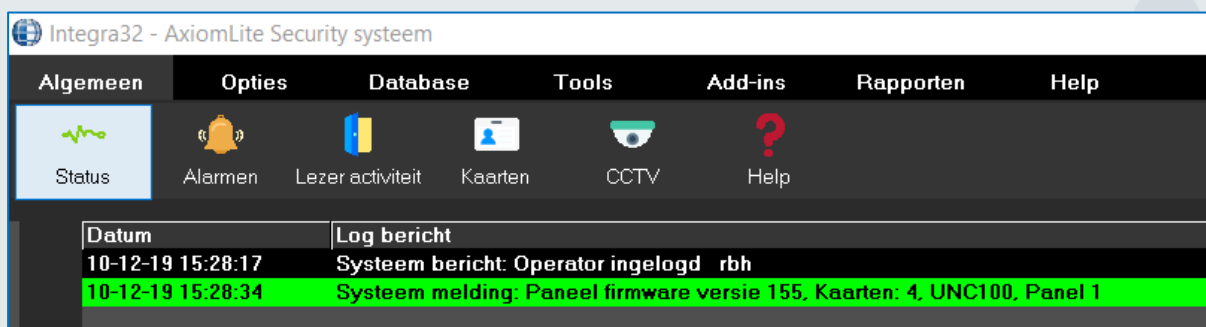 Integra32 - AxiomLite Security systeem
Algemeen Opties Database Tools Add-ins Rapporten Help
Status Alarmen Lezer activiteit Kaarten CCTV Help
Datum Log bericht
10-12-19 15:28:17 Systeem bericht: Operator ingelogd rbh
10-12-19 15:28:34 Systeem melding: Paneel firmware versie 155, Kaarten: 4, UNC100, Panel 1